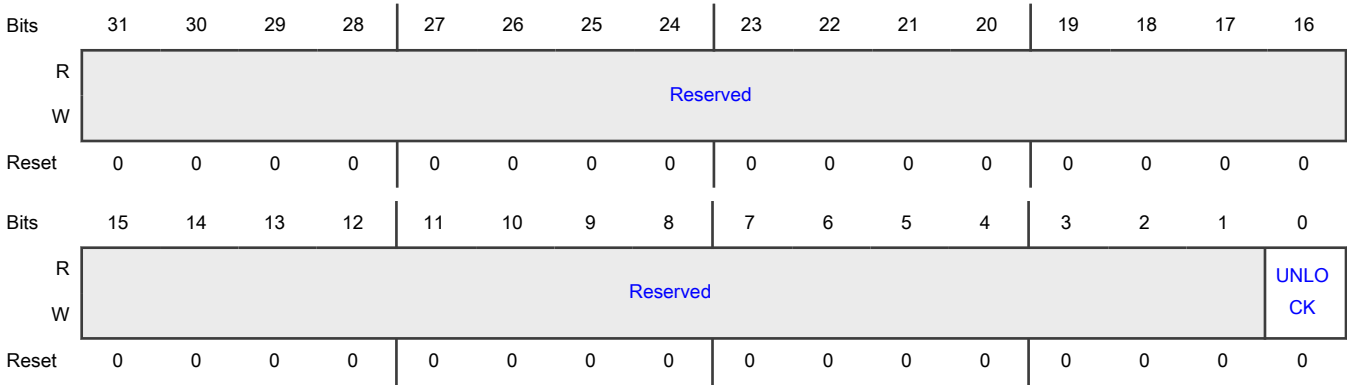 Bits 31 30 29 28 27 26 25 24 23 22 21 20 19 18 17 16
R
Reserved
W
Reset 0 0 0 0 0 0 0 0 0 0 0 0 0 0 0 0
Bits 15 14 13 12 11 10 9 8 7 6 5 4 3 2 1 0
R
Reserved
UNLO
CK
W
Reset 0 0 0 0 0 0 0 0 0 0 0 0 0 0 0 0